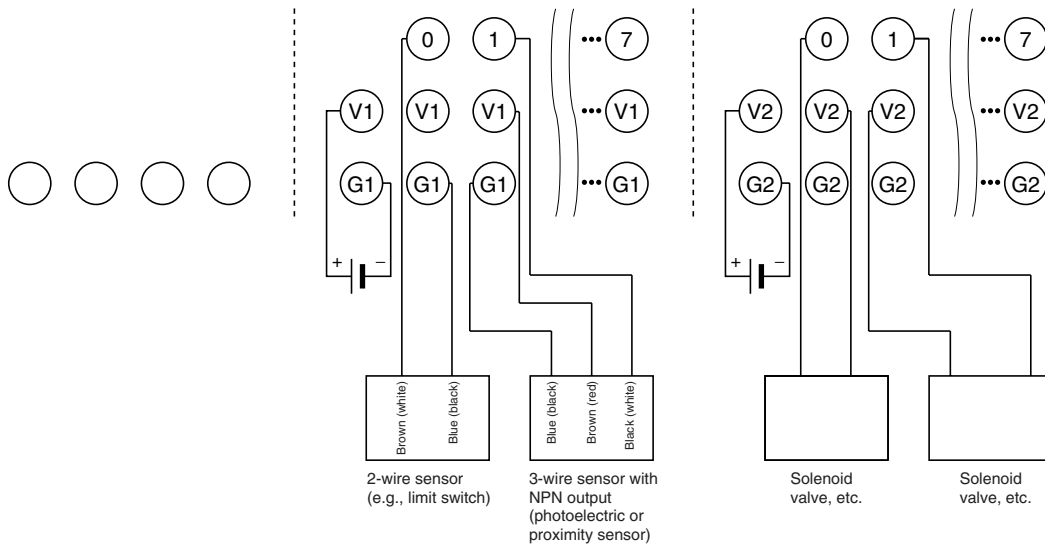 0 1 ••• 7
V1 V1 V1 ••• V1
G1 G1 G1 ••• G1
+ −
Brown (white)
Blue (black)
Blue (black)
Brown (red)
Black (white)
2-wire sensor
(e.g., limit switch)
3-wire sensor with
NPN output
(photoelectric or
proximity sensor)
0 1 ••• 7
V2 V2 V2 ••• V2
G2 G2 G2 ••• G2
+ −
Solenoid
valve, etc.
Solenoid
valve, etc.